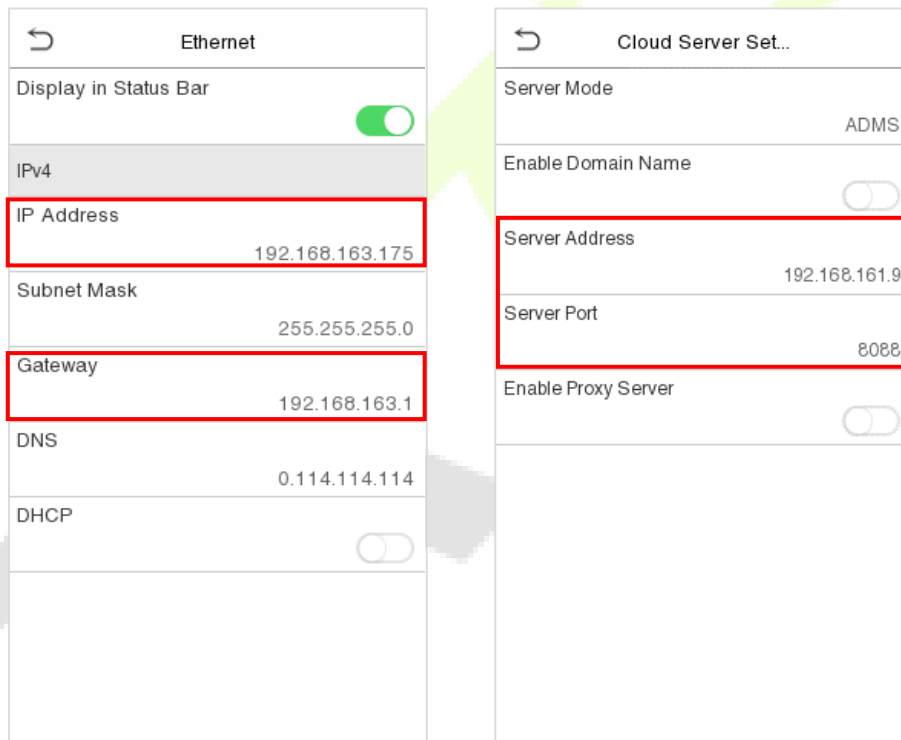 Ethernet
Display in Status Bar
IPv4
IP Address
192.168.163.175
Subnet Mask
255.255.255.0
Gateway
192.168.163.1
DNS
0.114.114.114
DHCP
Cloud Server Set...
Server Mode
ADMS
Enable Domain Name
Server Address
192.168.161.9
Server Port
8088
Enable Proxy Server